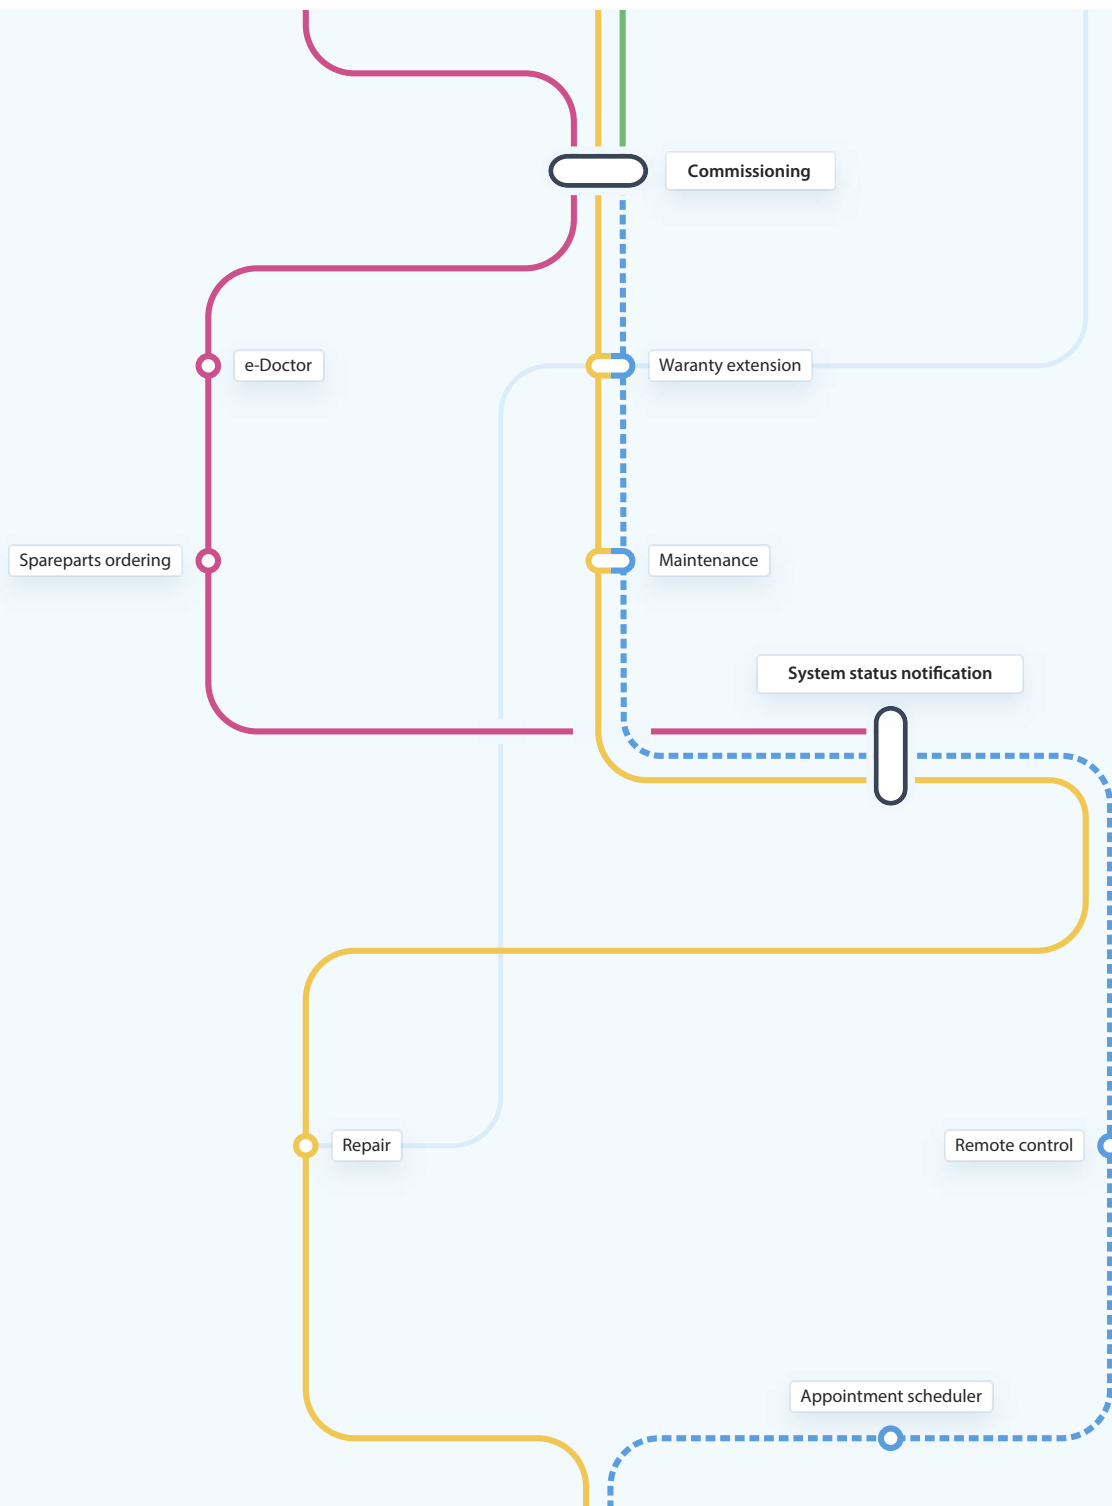 Commissioning
e-Doctor
Waranty extension
Spareparts ordering
Maintenance
System status notification
Repair
Remote control
Appointment scheduler